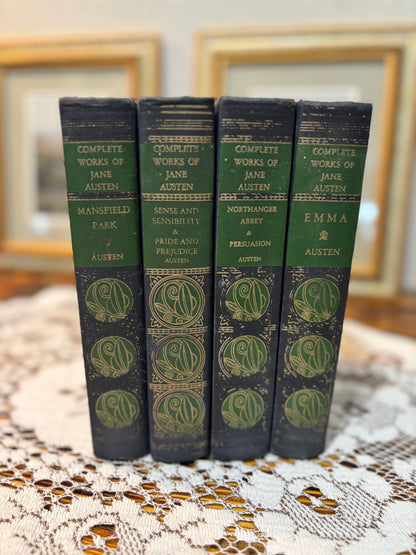 COMPLETE
WORKS OF
JANE
AUSTEN
MANSFIELD
PARK
AUSTEN
COMPLETE
WORKS OF
JANE
AUSTEN
SENSE AND
SENSIBILITY
&
PRIDE AND
PREJUDICE
AUSTEN
COMPLETE
WORKS OF
JANE
AUSTEN
NORTHANGER
ABBEY
&
PERSUASION
AUSTEN
COMPLETE
WORKS OF
JANE
AUSTEN
EMMA
AUSTEN